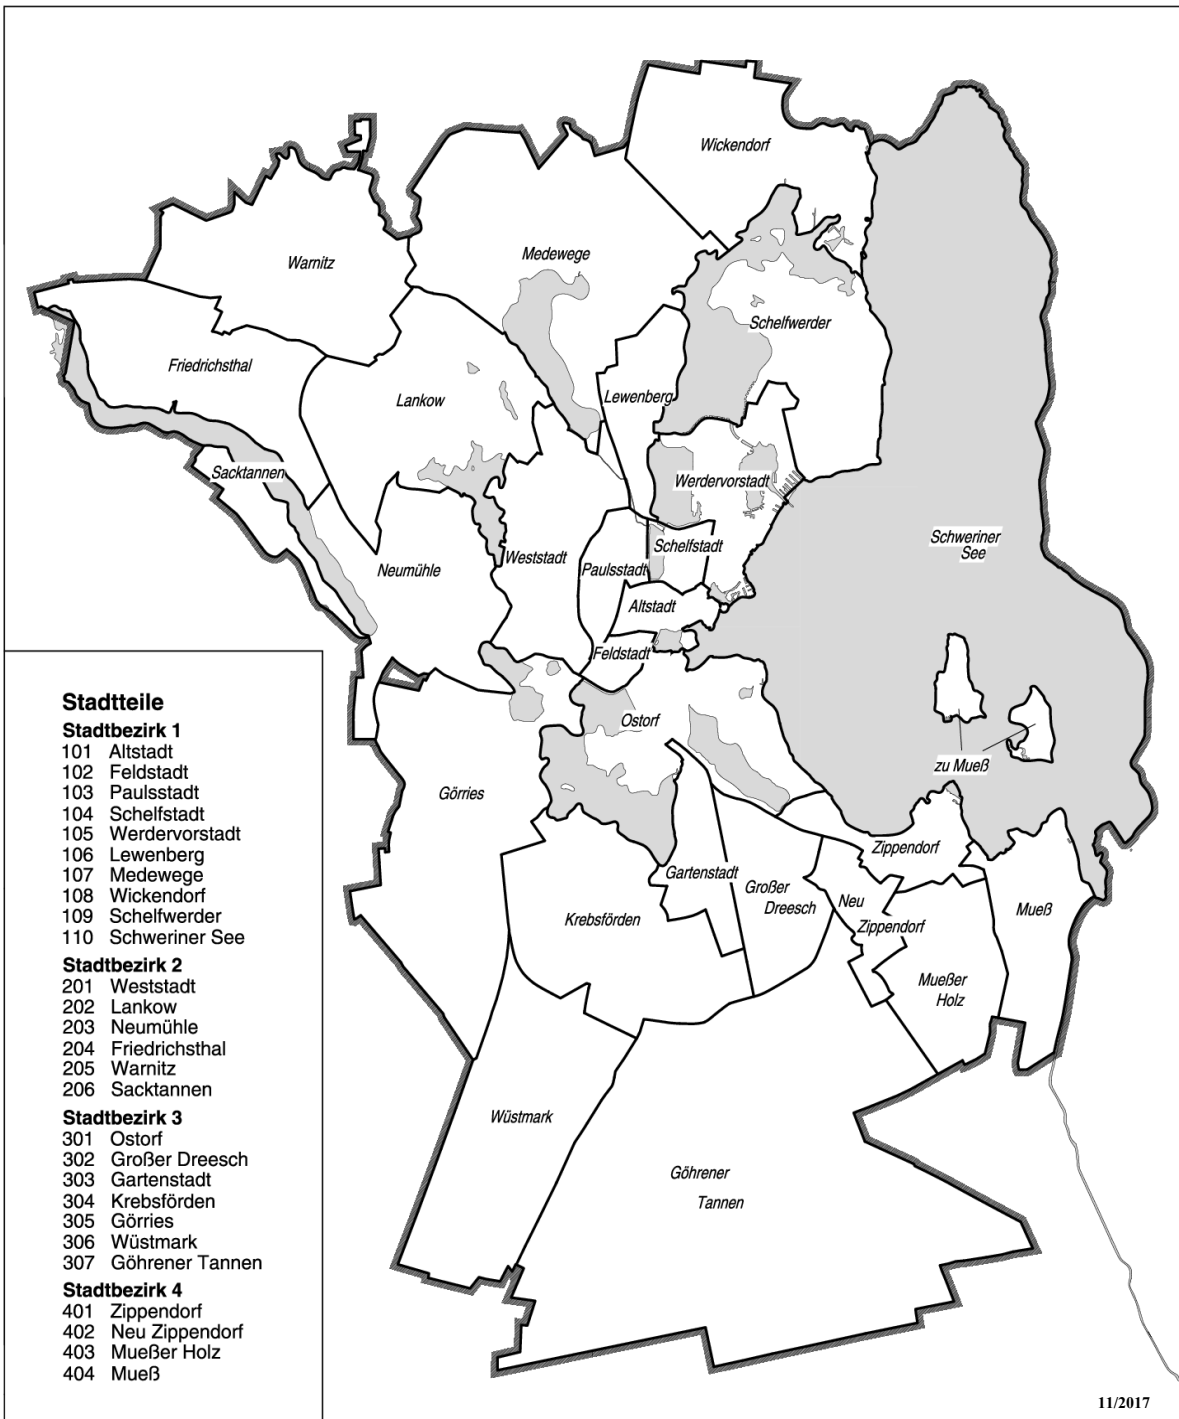 Wickendorf
Warnitz
Medewege
Schelfwerder
Friedrichsthal
Lankow
Lewenberg
Sacktannen
Werdervorstadt
Schweriner
See
Schelfstadt
Weststadt
Neumühle
Paulsstadt
Altstadt
Feldstadt
Ostorf
zu Mueß
Görries
Zippendorf
Gartenstadt
Großer
Dreesch
Neu
Zippendorf
Mueß
Krebsförden
Mueßer
Holz
Wüstmark
Göhrener
Tannen
Stadtteile
Stadtbezirk 1
101 Altstadt
102 Feldstadt
103 Paulsstadt
104 Schelfstadt
105 Werdervorstadt
106 Lewenberg
107 Medewege
108 Wickendorf
109 Schelfwerder
110 Schweriner See
Stadtbezirk 2
201 Weststadt
202 Lankow
203 Neumühle
204 Friedrichsthal
205 Warnitz
206 Sacktannen
Stadtbezirk 3
301 Ostorf
302 Großer Dreesch
303 Gartenstadt
304 Krebsförden
305 Görries
306 Wüstmark
307 Göhrener Tannen
Stadtbezirk 4
401 Zippendorf
402 Neu Zippendorf
403 Mueßer Holz
404 Mueß
11/2017